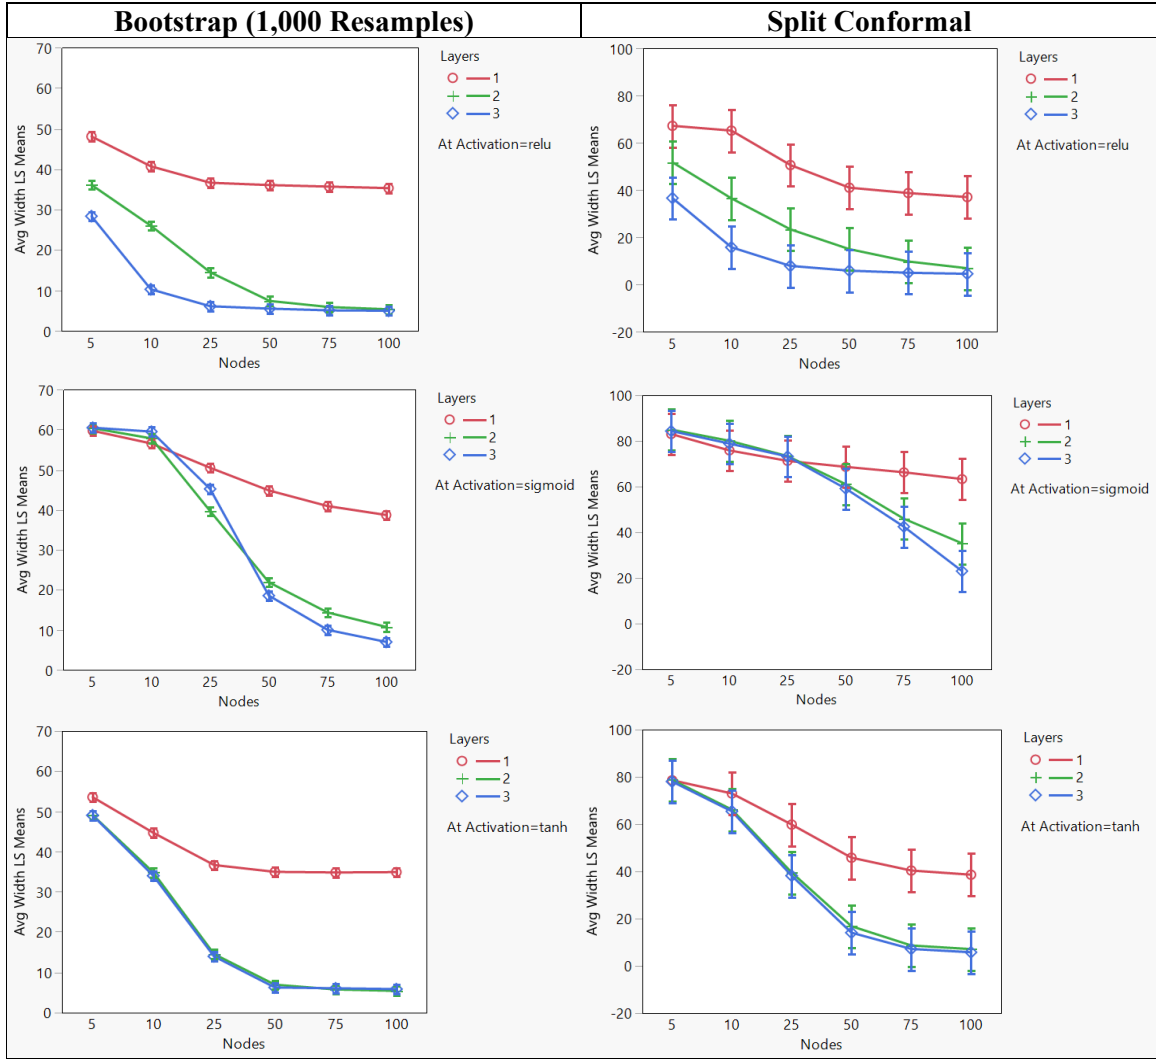 Bootstrap (1,000 Resamples)
Split Conformal
Avg Width LS Means
70
60
50
40
30
20
10
0
5 10 25 50 75 100
Nodes
Layers
1
2
3
At Activation=relu
Avg Width LS Means
100
80
60
40
20
0
-20
5 10 25 50 75 100
Nodes
Layers
1
2
3
At Activation=relu
Avg Width LS Means
70
60
50
40
30
20
10
0
5 10 25 50 75 100
Nodes
Layers
1
2
3
At Activation=sigmoid
Avg Width LS Means
100
80
60
40
20
0
-20
5 10 25 50 75 100
Nodes
Layers
1
2
3
At Activation=sigmoid
Avg Width LS Means
70
60
50
40
30
20
10
0
5 10 25 50 75 100
Nodes
Layers
1
2
3
At Activation=tanh
Avg Width LS Means
100
80
60
40
20
0
-20
5 10 25 50 75 100
Nodes
Layers
1
2
3
At Activation=tanh